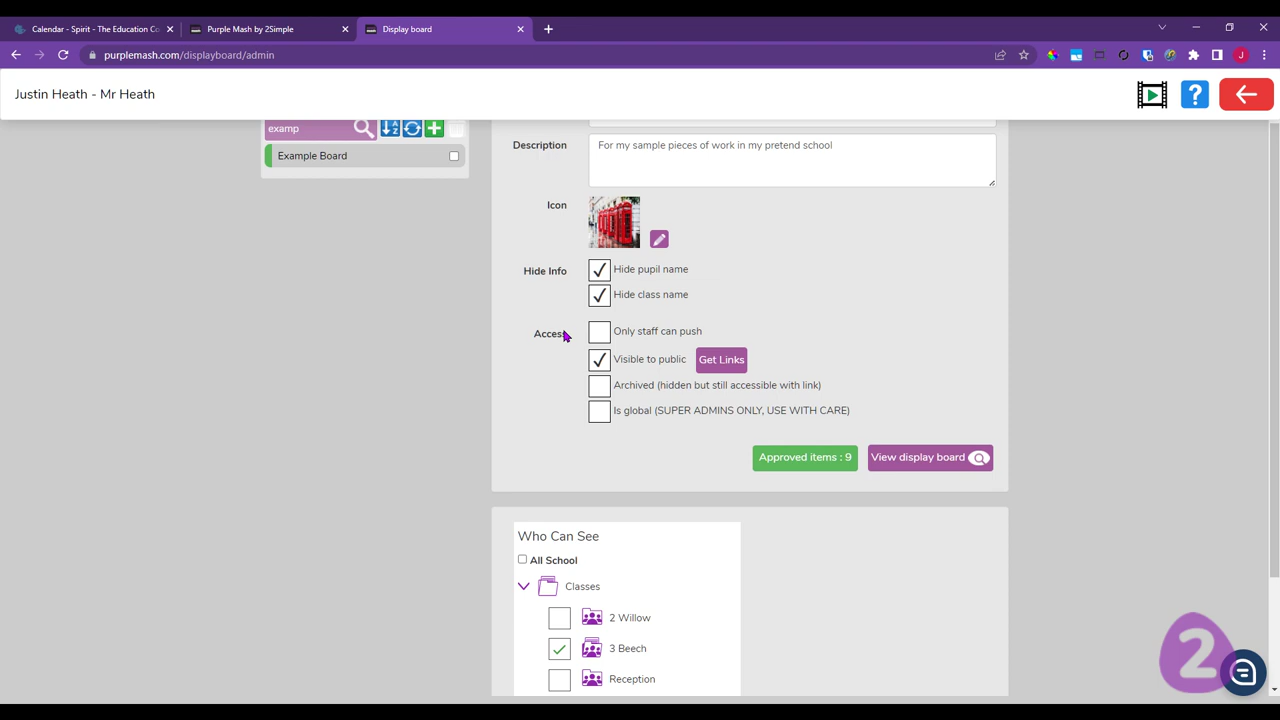 Calendar - Spirit - The Education Co
Purple Mash by 2Simple
Display board
purplemash.com/displayboard/admin
J
Justin Heath - Mr Heath
?
examp
Example Board
Description
For my sample pieces of work in my pretend school
Icon
Hide Info
Hide pupil name
Hide class name
Access
Only staff can push
Visible to public
Get Links
Archived (hidden but still accessible with link)
Is global (SUPER ADMINS ONLY, USE WITH CARE)
Approved items : 9
View display board
Who Can See
All School
Classes
2 Willow
3 Beech
Reception
2